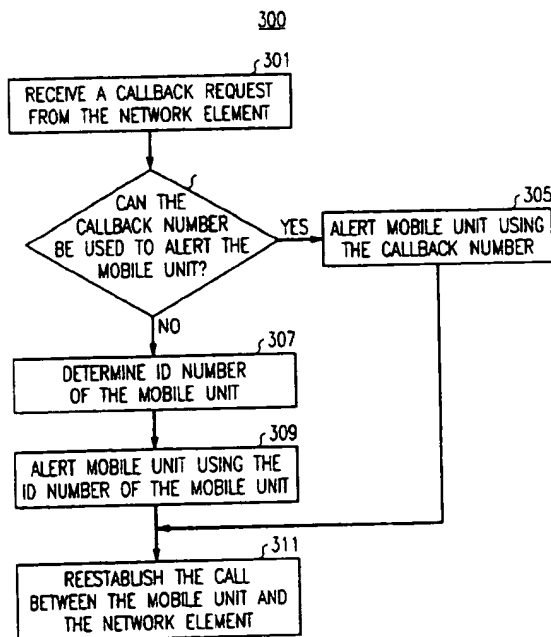 300
301
RECEIVE A CALLBACK REQUEST
FROM THE NETWORK ELEMENT
CAN THE
CALLBACK NUMBER
BE USED TO ALERT THE
MOBILE UNIT?
YES
305
ALERT MOBILE UNIT USING
THE CALLBACK NUMBER
NO
307
DETERMINE ID NUMBER
OF THE MOBILE UNIT
309
ALERT MOBILE UNIT USING THE
ID NUMBER OF THE MOBILE UNIT
311
REESTABLISH THE CALL
BETWEEN THE MOBILE UNIT AND
THE NETWORK ELEMENT